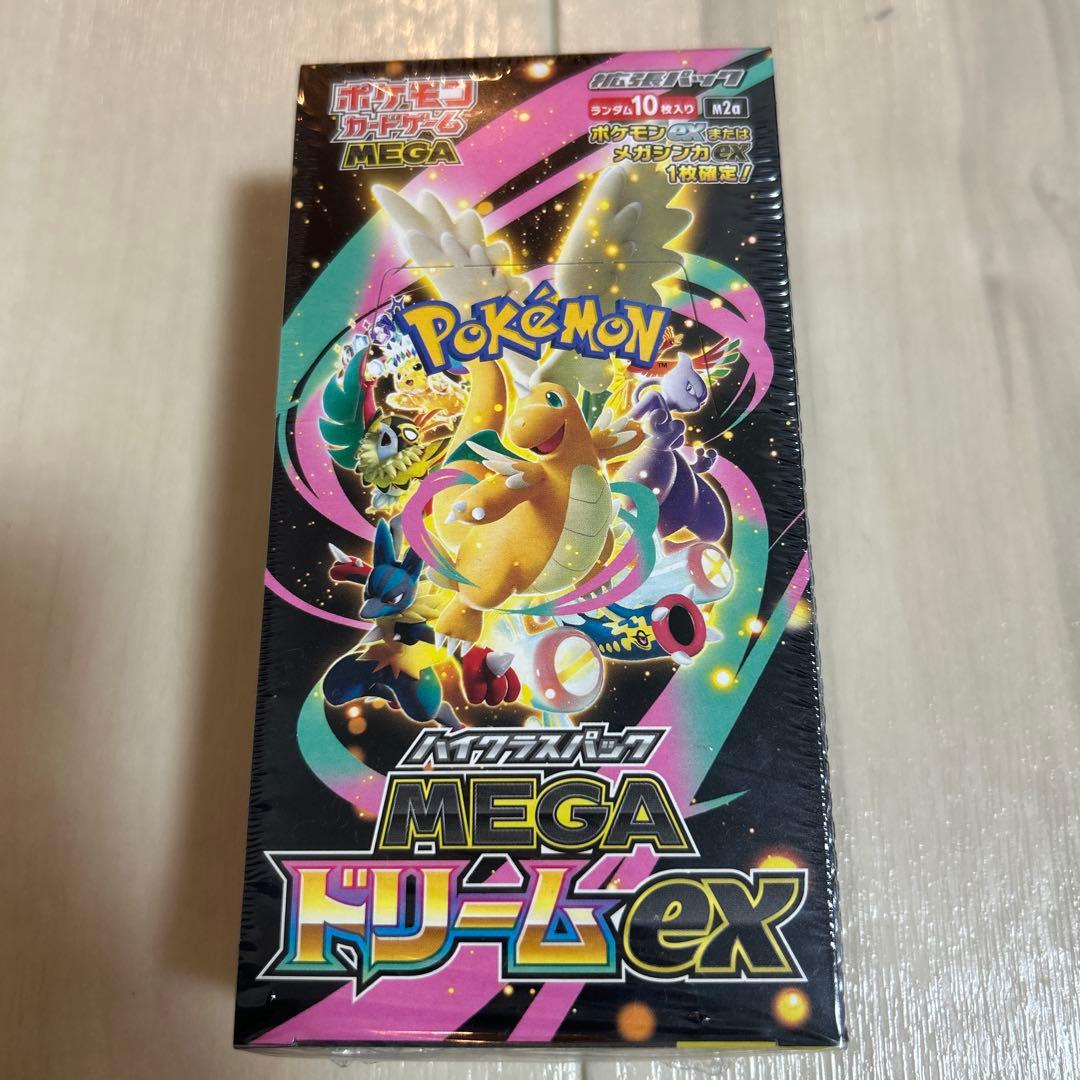 ポケモン
カードゲーム
MEGA
拡張パック
ランダム10枚入り M2a
ポケモンexまたは
メガシンカex
1枚確定!
POKéMON
TM
ハイクラスパック
MEGA
ドリームex